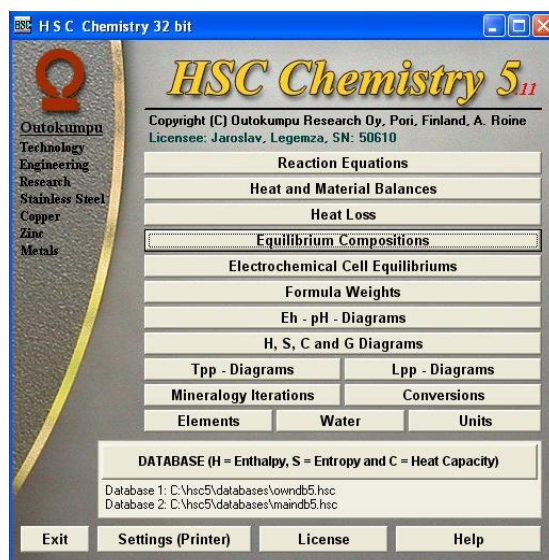 HSC H S C Chemistry 32 bit
HSC Chemistry 5.11
Copyright (C) Outokumpu Research Oy, Pori, Finland, A. Roine
Licensee: Jaroslav, Legemza, SN: 50610
Outokumpu
Technology
Engineering
Research
Stainless Steel
Copper
Zinc
Metals
Reaction Equations
Heat and Material Balances
Heat Loss
Equilibrium Compositions
Electrochemical Cell Equilibriums
Formula Weights
Eh - pH - Diagrams
H, S, C and G Diagrams
Tpp - Diagrams Lpp - Diagrams
Mineralogy Iterations Conversions
Elements Water Units
DATABASE (H = Enthalpy, S = Entropy and C = Heat Capacity)
Database 1: C:\hsc5\databases\owndb5.hsc
Database 2: C:\hsc5\databases\maindb5.hsc
Exit Settings (Printer) License Help